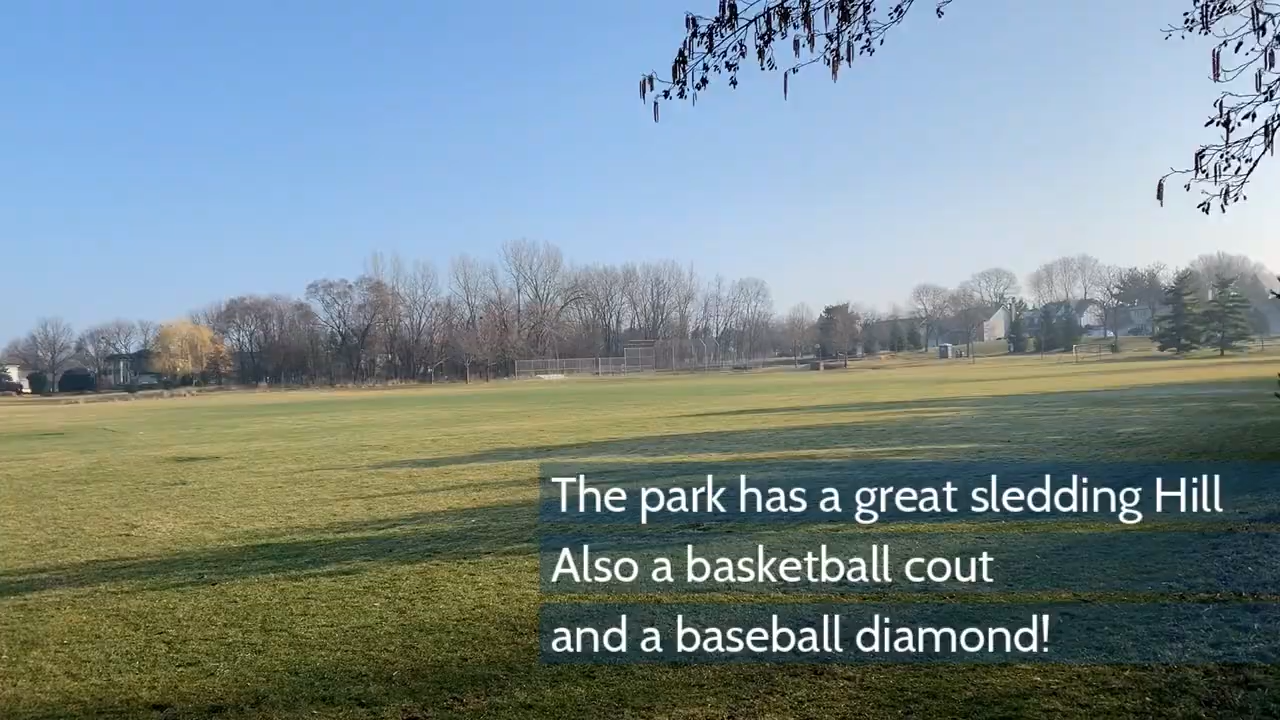 The park has a great sledding Hill
Also a basketball cout
and a baseball diamond!